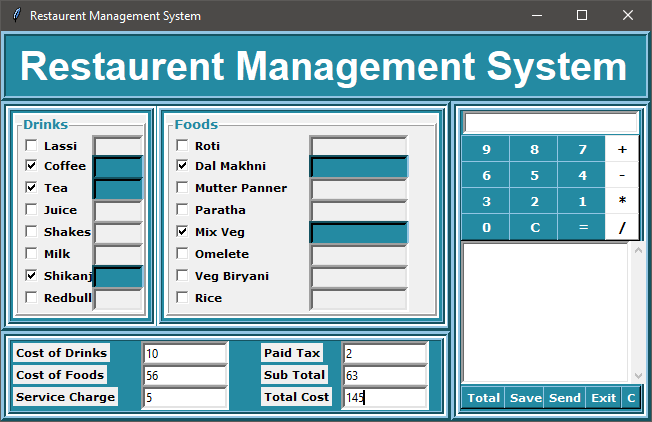 Restaurent Management System
Restaurent Management System
Drinks
Lassi
Coffee
Tea
Juice
Shakes
Milk
Shikanj
Redbull
Foods
Roti
Dal Makhni
Mutter Panner
Paratha
Mix Veg
Omelete
Veg Biryani
Rice
9 8 7 +
6 5 4 -
3 2 1 *
0 C = /
Cost of Drinks 10 Paid Tax 2
Cost of Foods 56 Sub Total 63
Service Charge 5 Total Cost 145
Total Save Send Exit C